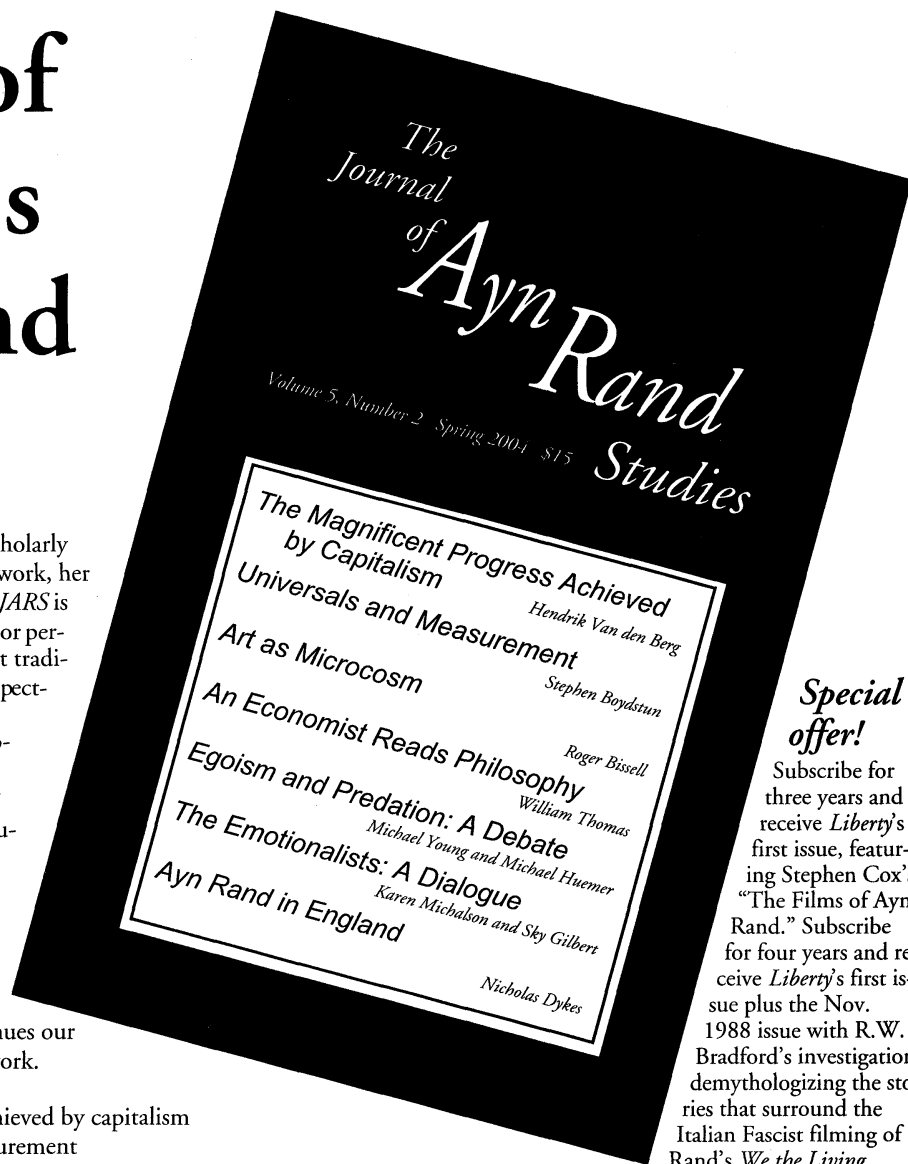 of
s
nd
The
Journal
of
Ayn
Rand
Studies
Volume 5, Number 2 Spring 2004 $15
The Magnificent Progress Achieved
by Capitalism
Hendrik Van den Berg
Universals and Measurement
Stephen Boydstun
Art as Microcosm
Roger Bissell
An Economist Reads Philosophy
William Thomas
Egoism and Predation: A Debate
Michael Young and Michael Huemer
The Emotionalists: A Dialogue
Karen Michalson and Sky Gilbert
Ayn Rand in England
Nicholas Dykes
holarly
work, her
JARS is
or per-
t tradi-
pect-
o-
u-
nues our
ork.
hieved by capitalism
urement
Special
offer!
Subscribe for
three years and
receive Liberty's
first issue, featur-
ing Stephen Cox's
"The Films of Ayn
Rand." Subscribe
for four years and re
ceive Liberty's first is-
sue plus the Nov.
1988 issue with R.W.
Bradford's investigation
demythologizing the sto
ries that surround the
Italian Fascist filming of
Rand's We the Living